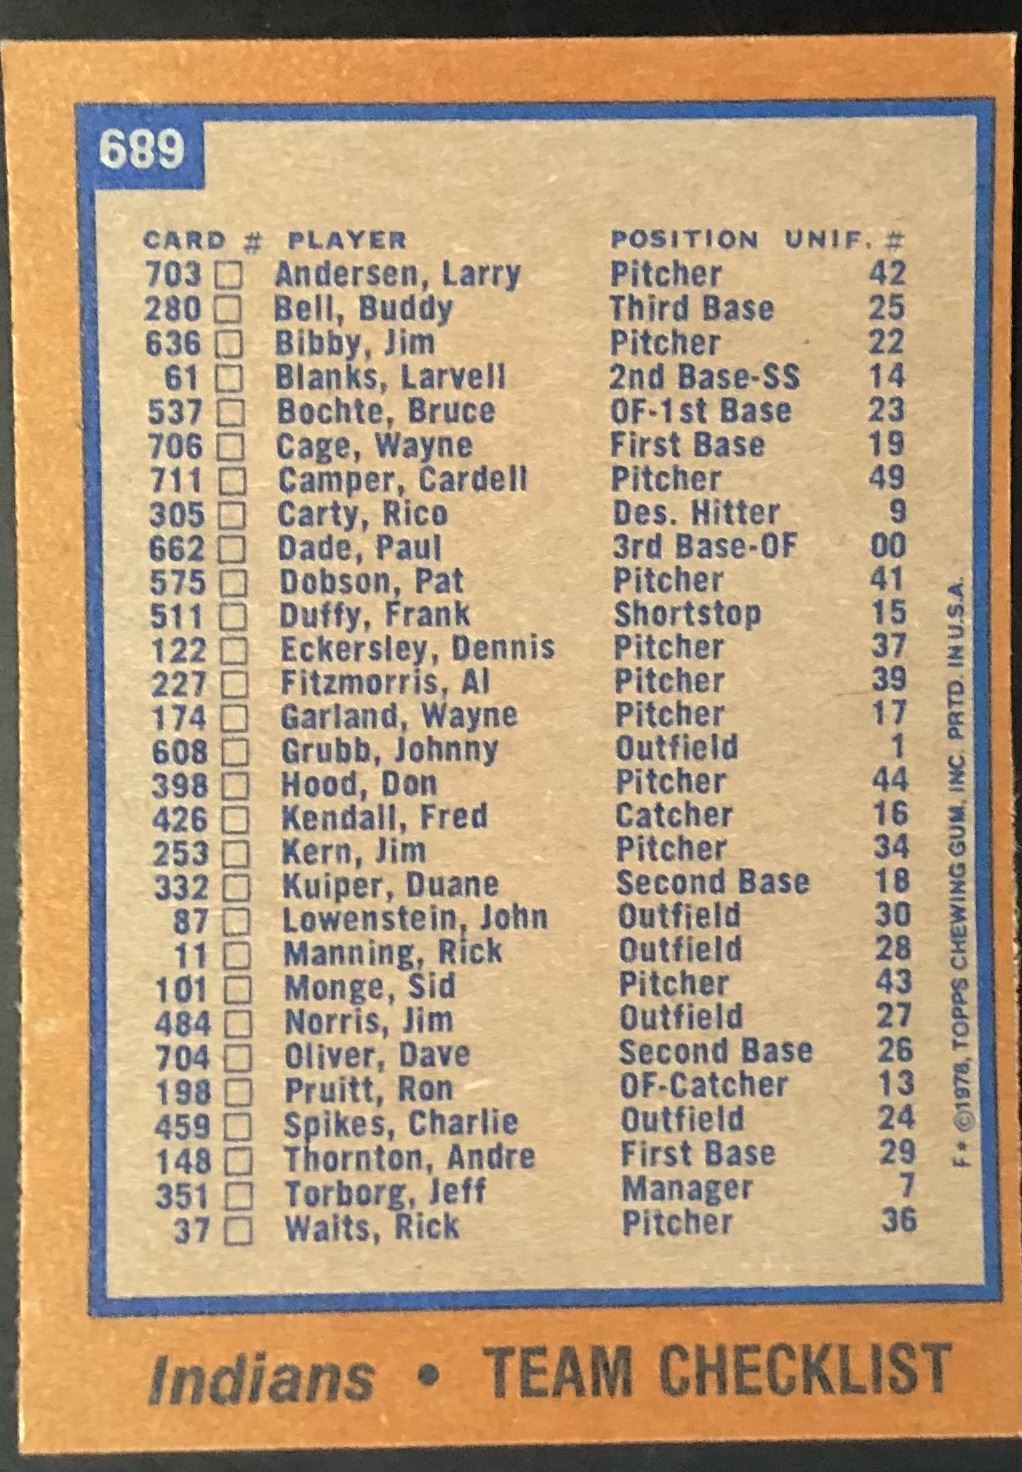 689
CARD # PLAYER POSITION UNIF. #
703 Andersen, Larry Pitcher 42
280 Bell, Buddy Third Base 25
636 Bibby, Jim Pitcher 22
61 Blanks, Larvell 2nd Base-SS 14
537 Bochte, Bruce OF-1st Base 23
706 Cage, Wayne First Base 19
711 Camper, Cardell Pitcher 49
305 Carty, Rico Des. Hitter 9
662 Dade, Paul 3rd Base-OF 00
575 Dobson, Pat Pitcher 41
511 Duffy, Frank Shortstop 15
122 Eckersley, Dennis Pitcher 37
227 Fitzmorris, Al Pitcher 39
174 Garland, Wayne Pitcher 17
608 Grubb, Johnny Outfield 1
398 Hood, Don Pitcher 44
426 Kendall, Fred Catcher 16
253 Kern, Jim Pitcher 34
332 Kuiper, Duane Second Base 18
87 Lowenstein, John Outfield 30
11 Manning, Rick Outfield 28
101 Monge, Sid Pitcher 43
484 Norris, Jim Outfield 27
704 Oliver, Dave Second Base 26
198 Pruitt, Ron OF-Catcher 13
459 Spikes, Charlie Outfield 24
148 Thornton, Andre First Base 29
351 Torborg, Jeff Manager 7
37 Waits, Rick Pitcher 36
F* ©1978, TOPPS CHEWING GUM, INC. PRTD. IN U.S.A.
Indians • TEAM CHECKLIST